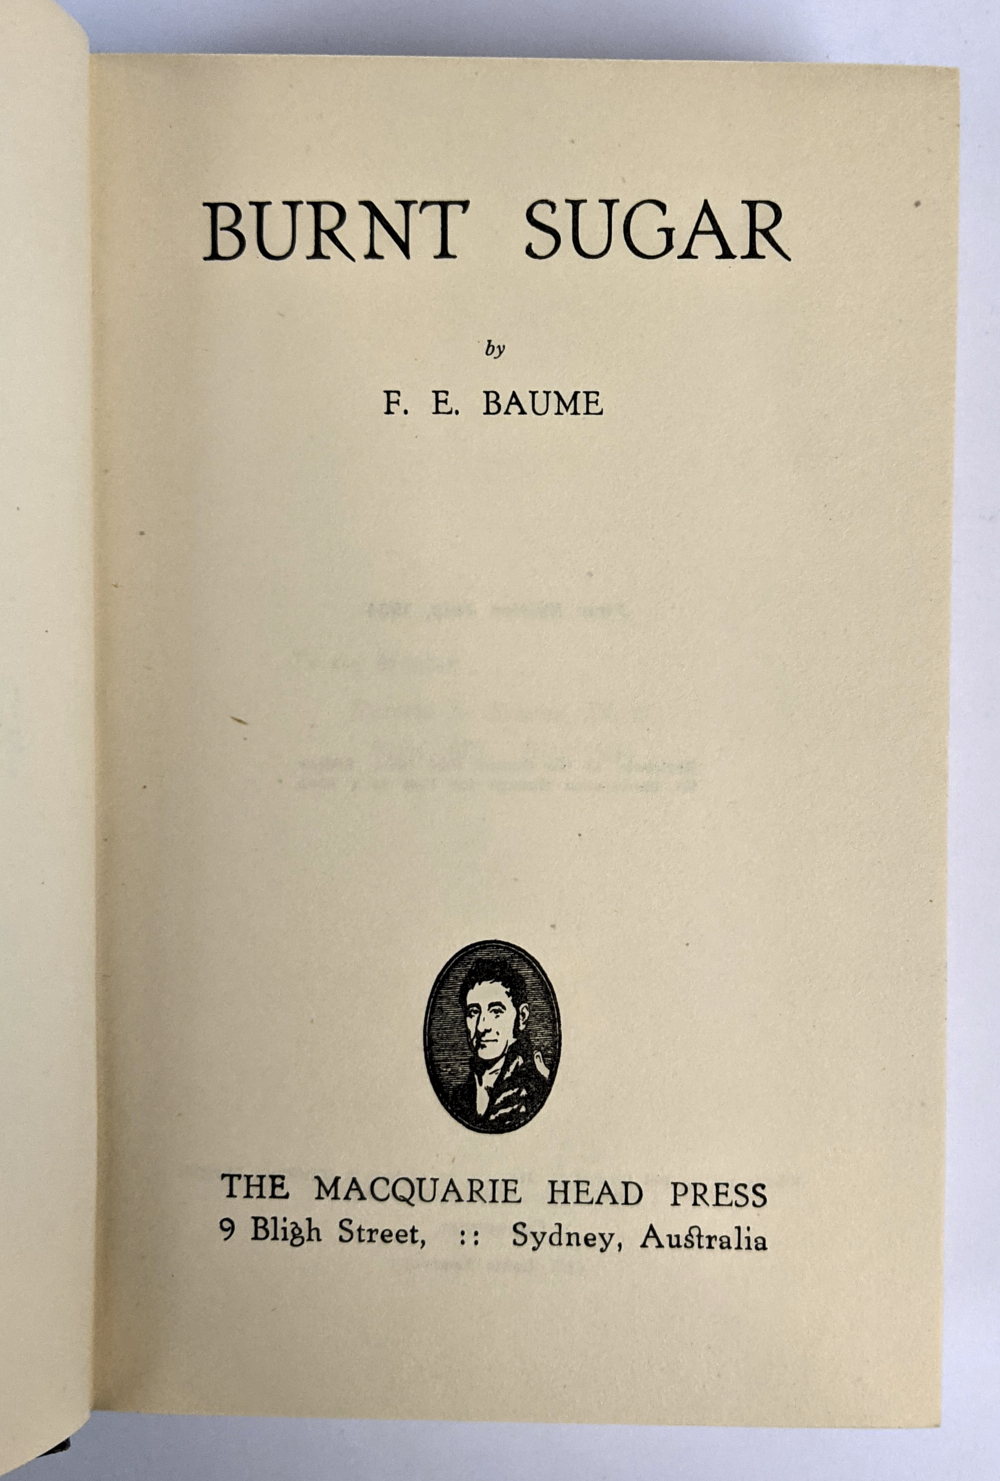 BURNT SUGAR
by
F. E. BAUME
THE MACQUARIE HEAD PRESS
9 Bligh Street, :: Sydney, Australia